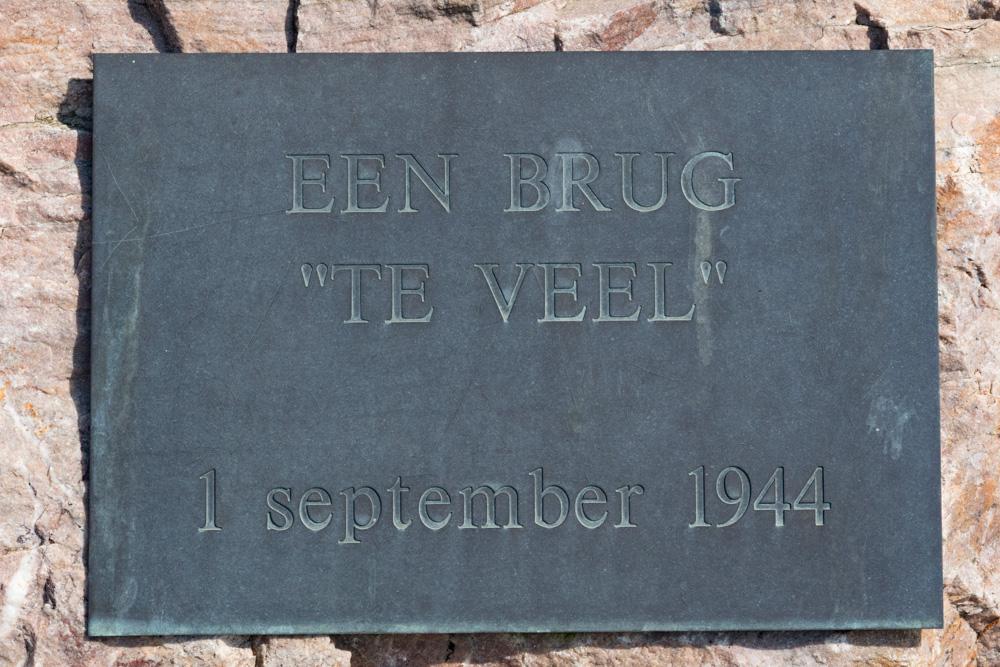 EEN BRUG
"TE VEEL"
1 september 1944